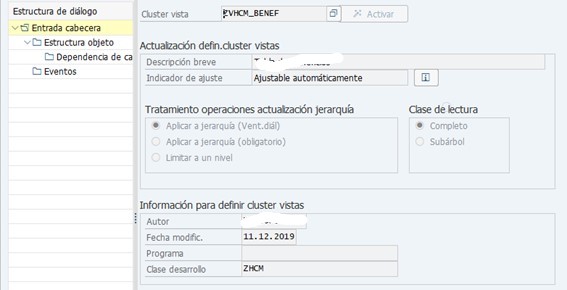 Estructura de diálogo
Entrada cabecera
Estructura objeto
Dependencia de ca
Eventos
Cluster vista
ZVHCM_BENEF
Activar
Actualización defin.cluster vistas
Descripción breve
Indicador de ajuste
Ajustable automáticamente
Tratamiento operaciones actualización jerarquía
Aplicar a jerarquía (Vent.diál)
Aplicar a jerarquía (obligatorio)
Limitar a un nivel
Clase de lectura
Completo
Subárbol
Información para definir cluster vistas
Autor
Fecha modific.
11.12.2019
Programa
Clase desarrollo
ZHCM